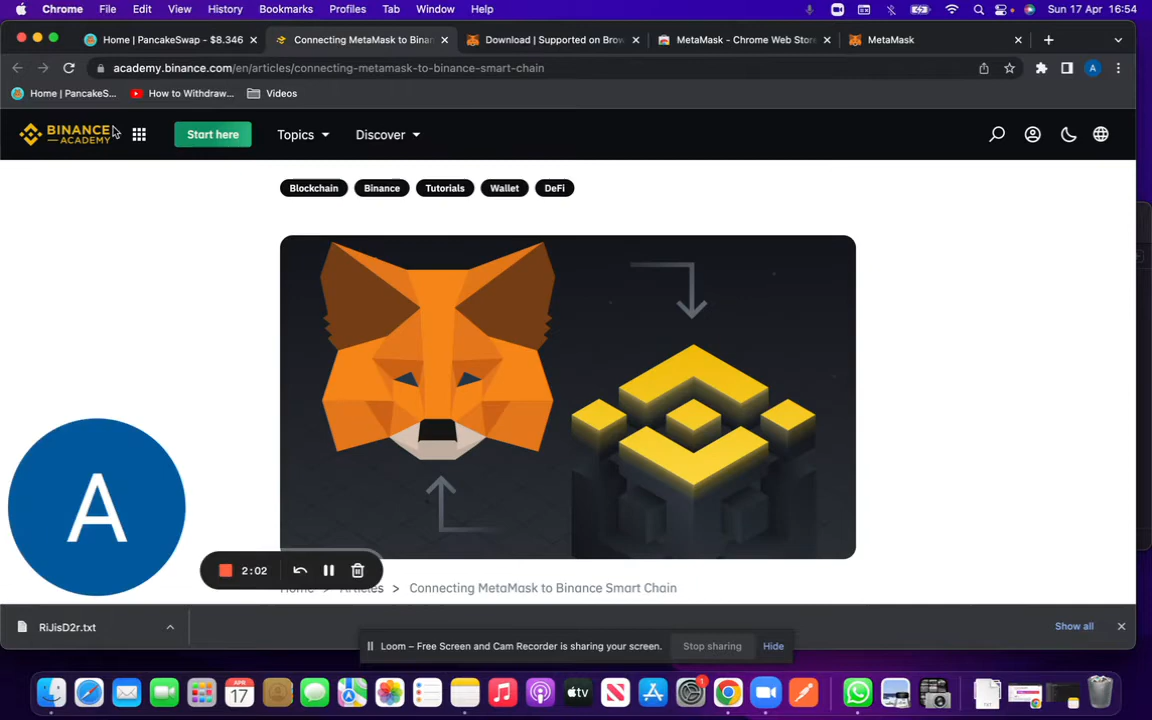 Chrome File Edit View History Bookmarks Profiles Tab Window Help Sun 17 Apr 16:54
Home | PancakeSwap - $8.346 Connecting MetaMask to Binan Download | Supported on Brow MetaMask - Chrome Web Store MetaMask
academy.binance.com/en/articles/connecting-metamask-to-binance-smart-chain A
Home | PancakeS... How to Withdraw... Videos
BINANCE
ACADEMY
Start here Topics Discover
Blockchain Binance Tutorials Wallet DeFi
A
2:02
Home > Articles > Connecting MetaMask to Binance Smart Chain
RiJisD2r.txt Show all
Loom – Free Screen and Cam Recorder is sharing your screen. Stop sharing Hide
APR
17
tv
1